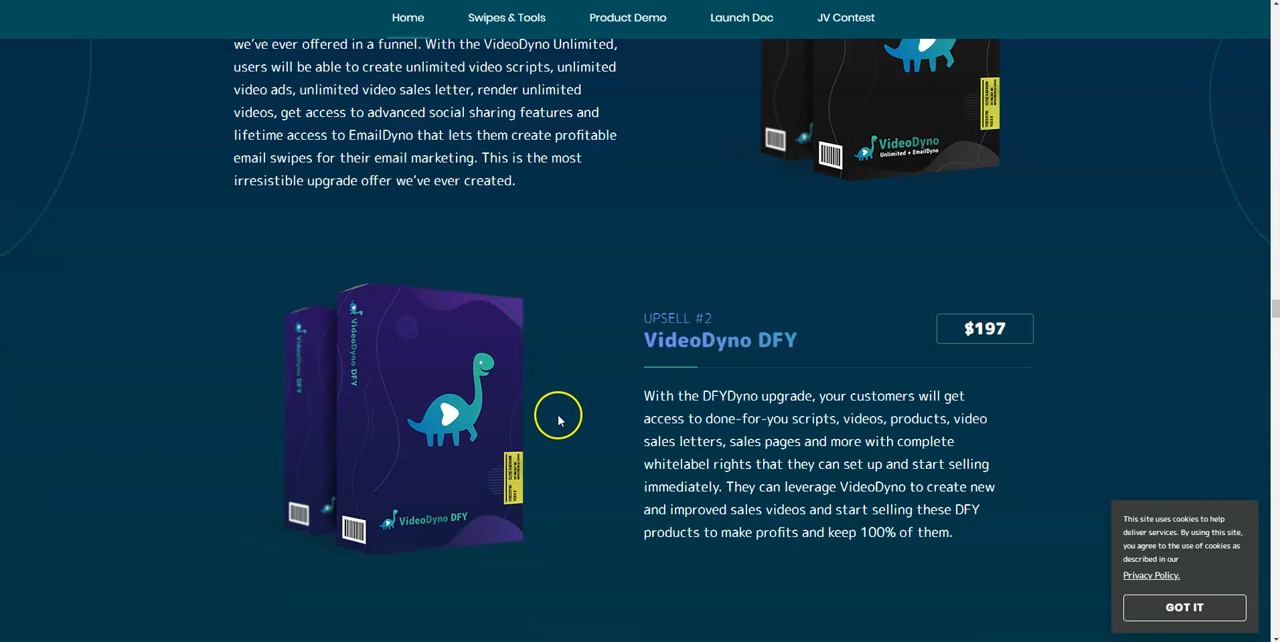 Home Swipes & Tools Product Demo Launch Doc JV Contest
we’ve ever offered in a funnel. With the VideoDyno Unlimited,
users will be able to create unlimited video scripts, unlimited
video ads, unlimited video sales letter, render unlimited
videos, get access to advanced social sharing features and
lifetime access to EmailDyno that lets them create profitable
email swipes for their email marketing. This is the most
irresistible upgrade offer we’ve ever created.
VideoDyno
Unlimited + EmailDyno
VideoDyno DFY
VideoDyno DFY
VideoDyno DFY
UPSELL #2
VideoDyno DFY
$197
With the DFYDyno upgrade, your customers will get
access to done-for-you scripts, videos, products, video
sales letters, sales pages and more with complete
whitelabel rights that they can set up and start selling
immediately. They can leverage VideoDyno to create new
and improved sales videos and start selling these DFY
products to make profits and keep 100% of them.
This site uses cookies to help
deliver services. By using this site,
you agree to the use of cookies as
described in our
Privacy Policy.
GOT IT